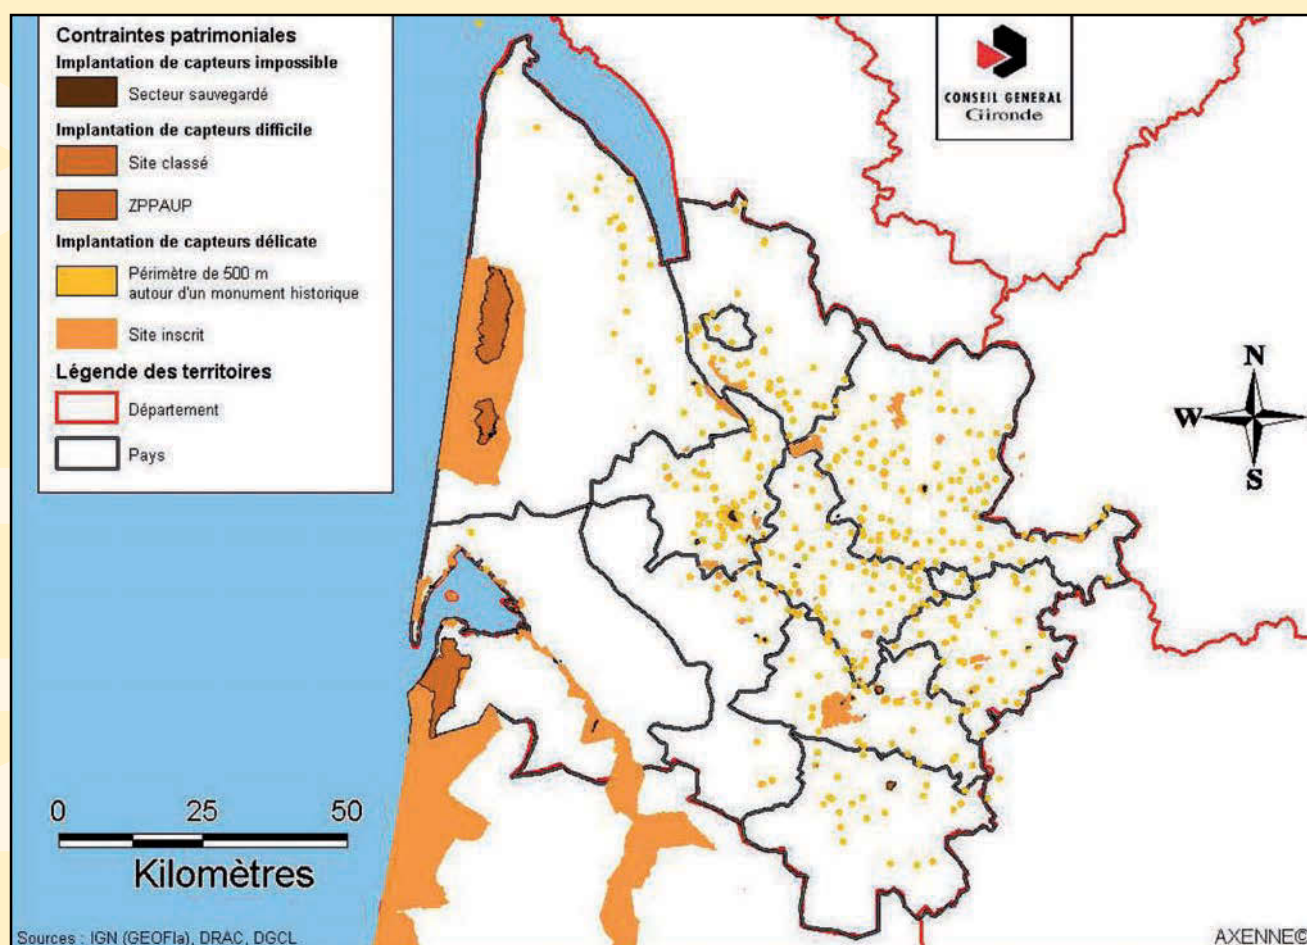 Contraintes patrimoniales
Implantation de capteurs impossible
Secteur sauvegardé
Implantation de capteurs difficile
Site classé
ZPPAUP
Implantation de capteurs délicate
Périmètre de 500 m
autour d'un monument historique
Site inscrit
Légende des territoires
Département
Pays
CONSEIL GENERAL
Gironde
N
W
S
0 25 50
Kilomètres
Sources : IGN (GEOFla), DRAC, DGCL
AXENNE©